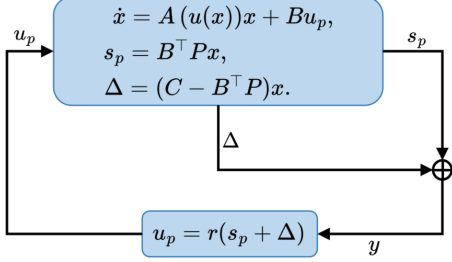 ẋ = A (u(x))x + Bu_p,
u_p
s_p = B^⊤Px,
s_p
Δ = (C − B^⊤P)x.
Δ
u_p = r(s_p + Δ)
y